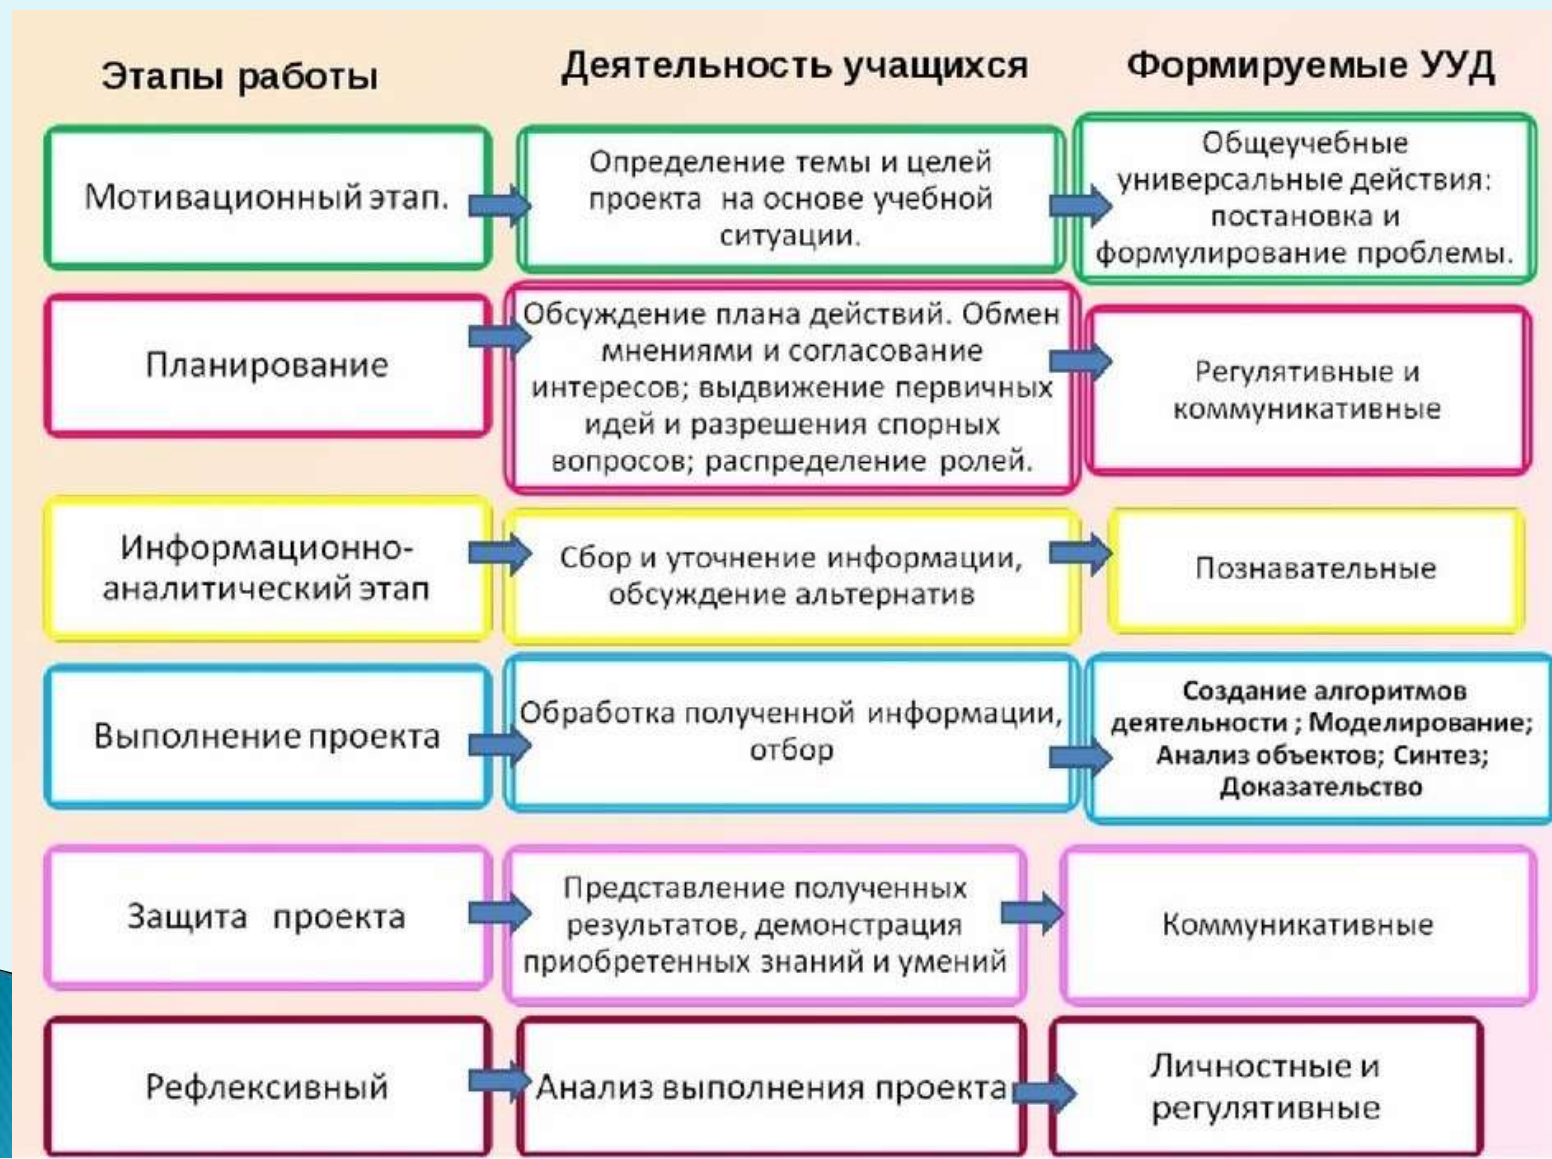 Этапы работы
Деятельность учащихся
Формируемые УУД
Мотивационный этап.
Определение темы и целей
проекта на основе учебной
ситуации.
Общеучебные
универсальные действия:
постановка и
формулирование проблемы.
Планирование
Обсуждение плана действий. Обмен
мнениями и согласование
интересов; выдвижение первичных
идей и разрешения спорных
вопросов; распределение ролей.
Регулятивные и
коммуникативные
Информационно-
аналитический этап
Сбор и уточнение информации,
обсуждение альтернатив
Познавательные
Выполнение проекта
Обработка полученной информации,
отбор
Создание алгоритмов
деятельности ; Моделирование;
Анализ объектов; Синтез;
Доказательство
Защита проекта
Представление полученных
результатов, демонстрация
приобретенных знаний и умений
Коммуникативные
Рефлексивный
Анализ выполнения проекта
Личностные и
регулятивные